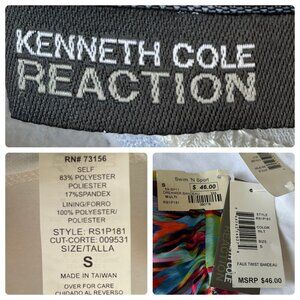 KENNETH COLE
REACTION
RN# 73156
SELF
83% POLYESTER
POLIESTER
17%SPANDEX
LINING/FORRO
100% POLYESTER/
POLIESTER
STYLE: RS1P181
CUT-CORTE: 009531
SIZE/TALLA
S
MADE IN TAIWAN
OVER FOR CARE
CUIDADO AL REVERSO
Swim 'N Sport
S
$ 46.00
RS1P181
STYLE
COLOR
SIZE
S
FAUX TWIST BANDEAU
MSRP $46.00